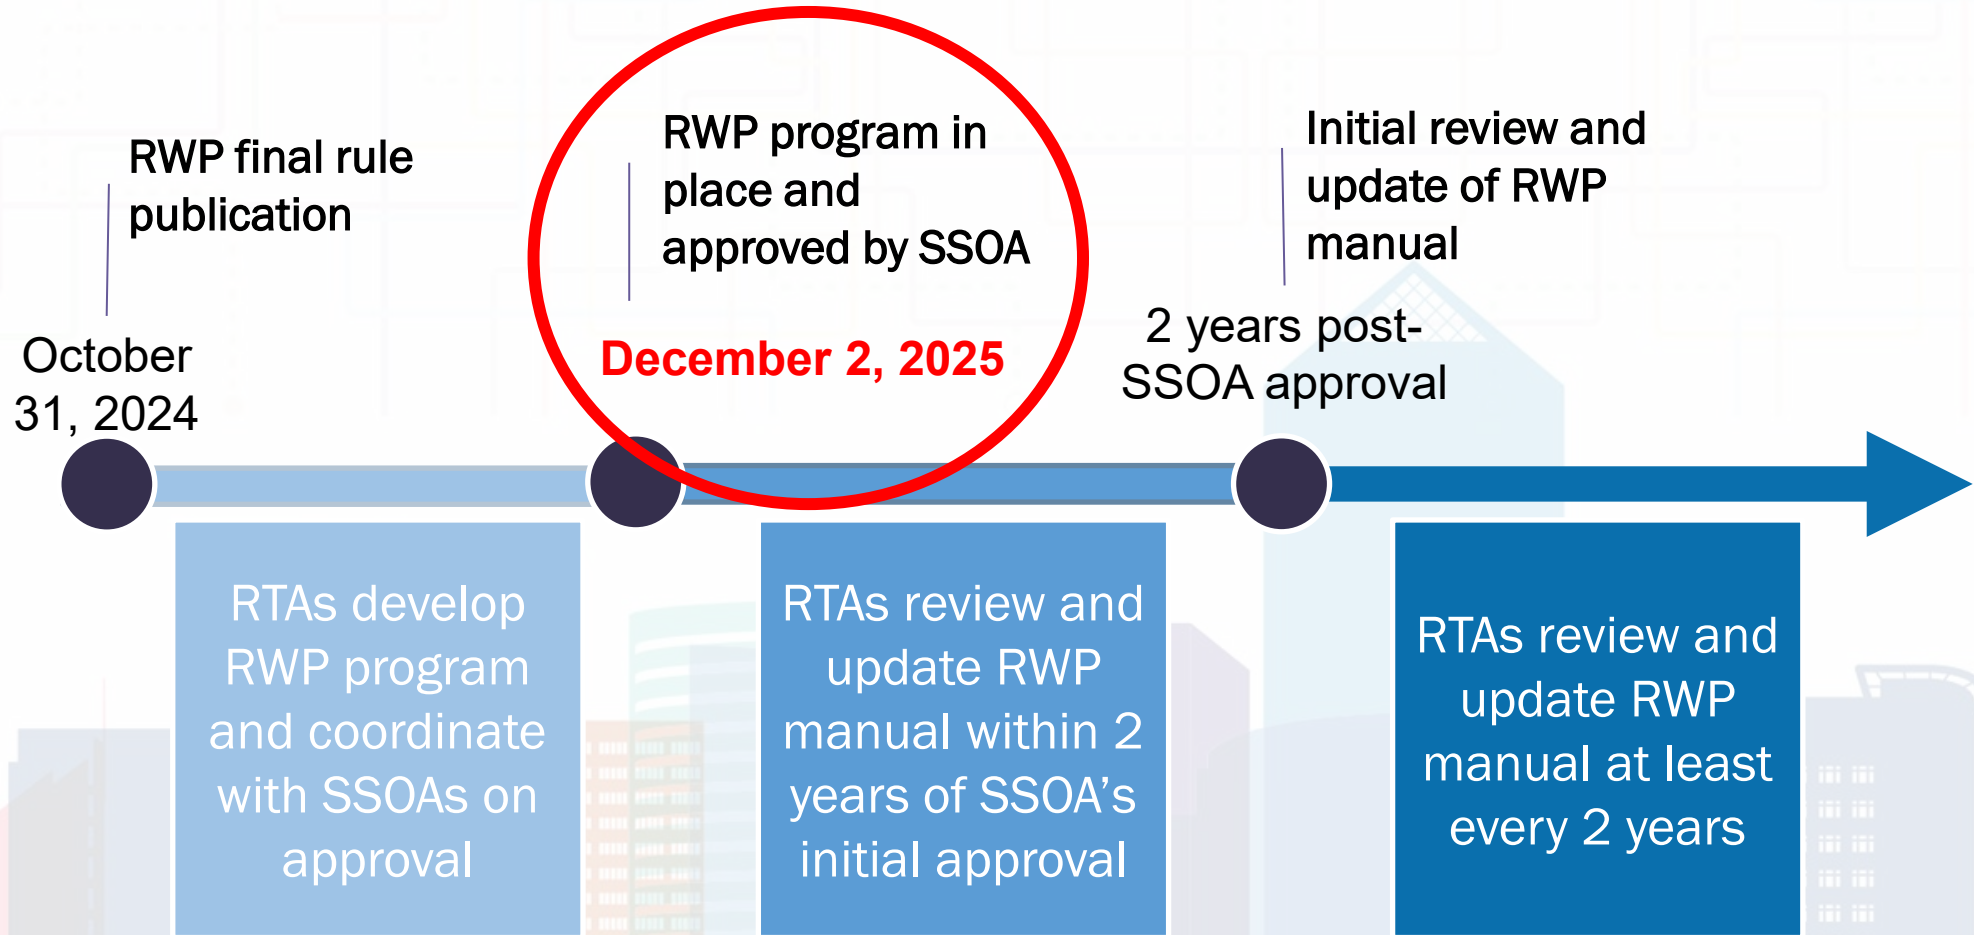 RWP final rule
publication
October
31, 2024
RWP program in
place and
approved by SSOA
December 2, 2025
Initial review and
update of RWP
manual
2 years post-
SSOA approval
RTAs develop
RWP program
and coordinate
with SSOAs on
approval
RTAs review and
update RWP
manual within 2
years of SSOA’s
initial approval
RTAs review and
update RWP
manual at least
every 2 years